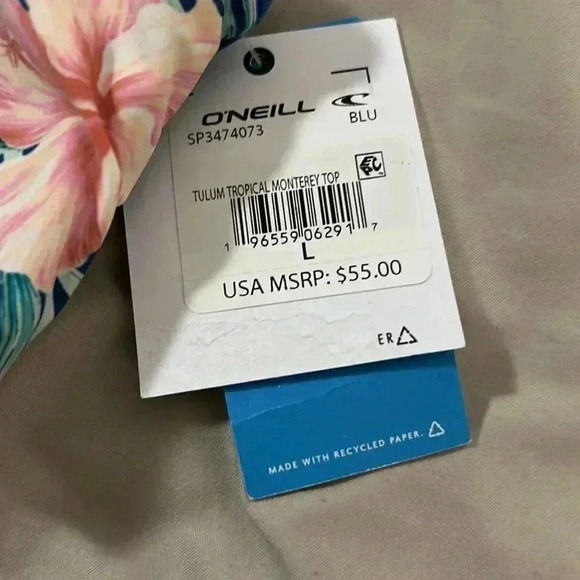 O'NEILL
SP3474073 BLU
TULUM TROPICAL MONTEREY TOP
1 96559 06291 7
L
USA MSRP: $55.00
ER
MADE WITH RECYCLED PAPER.